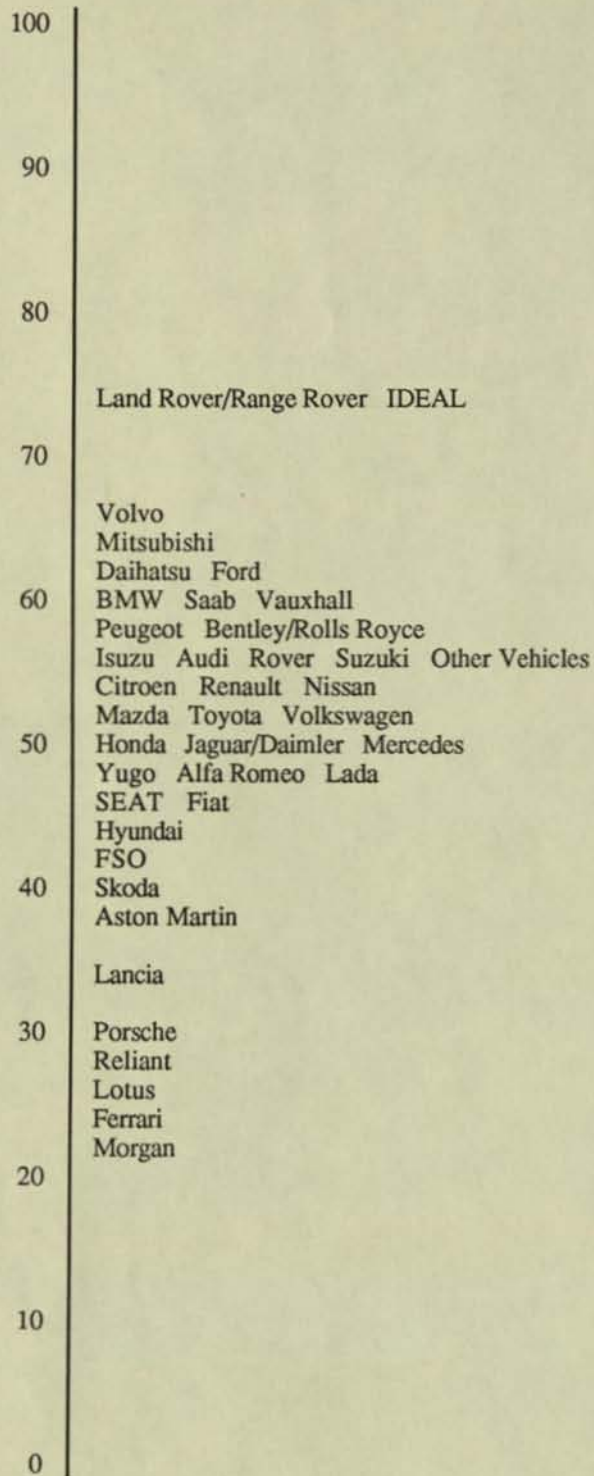 100
90
80
Land Rover/Range Rover IDEAL
70
Volvo
Mitsubishi
Daihatsu Ford
60 BMW Saab Vauxhall
Peugeot Bentley/Rolls Royce
Isuzu Audi Rover Suzuki Other Vehicles
Citroen Renault Nissan
Mazda Toyota Volkswagen
50 Honda Jaguar/Daimler Mercedes
Yugo Alfa Romeo Lada
SEAT Fiat
Hyundai
FSO
40 Skoda
Aston Martin
Lancia
30 Porsche
Reliant
Lotus
Ferrari
Morgan
20
10
0